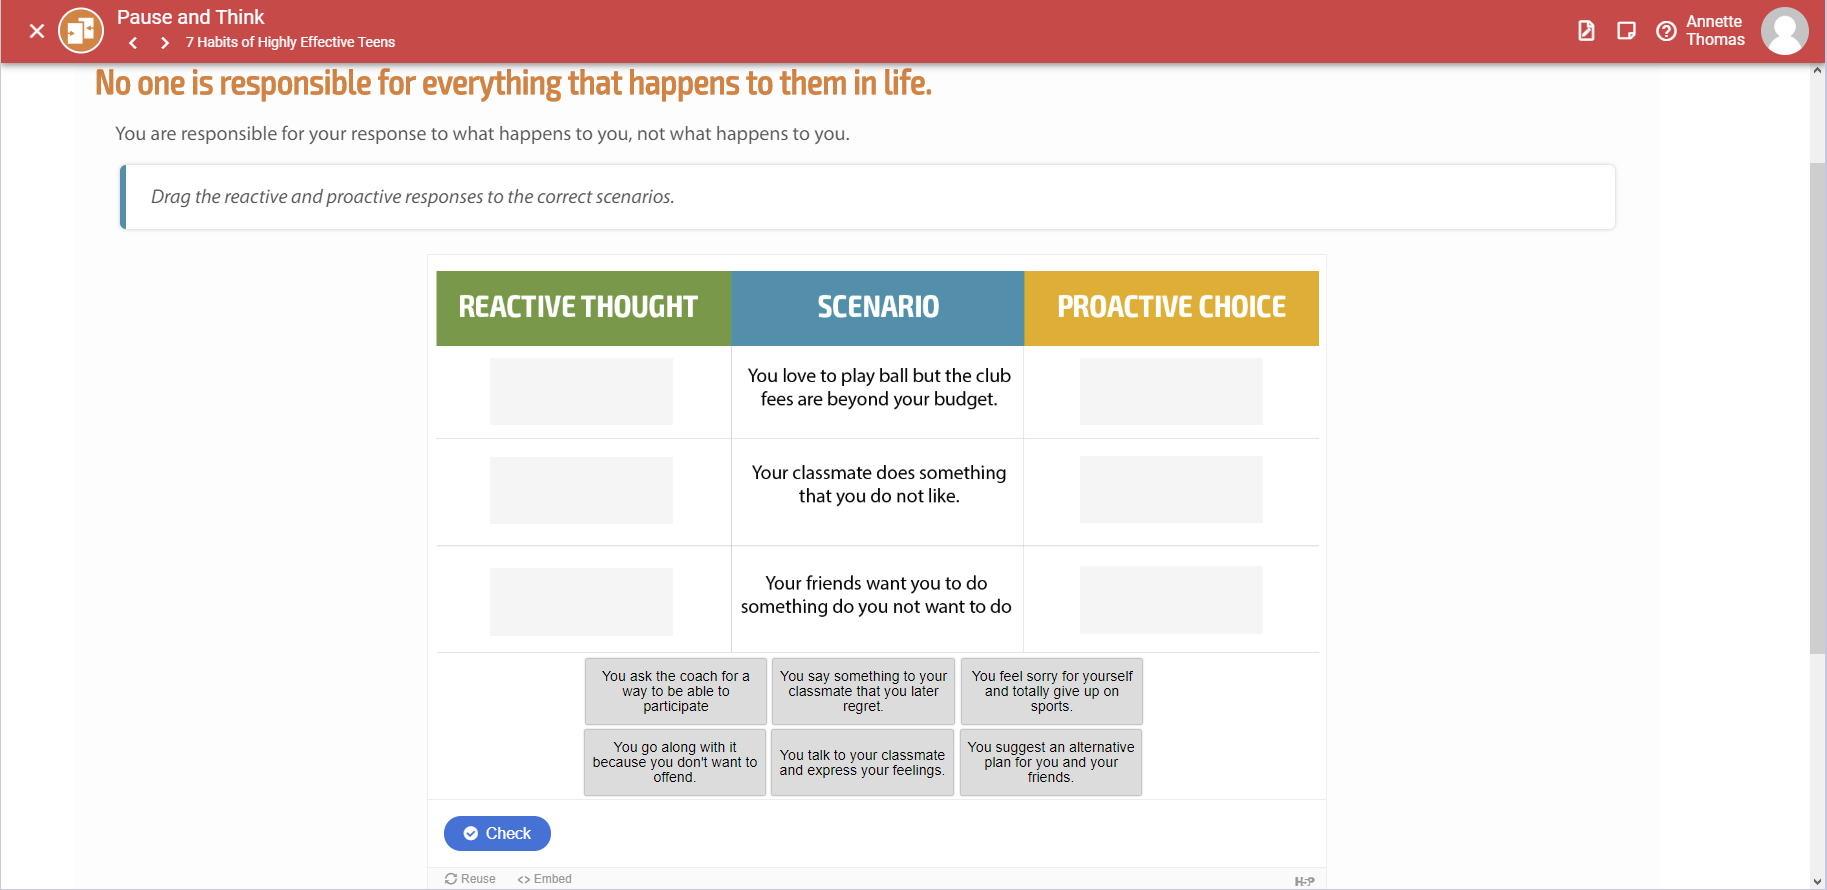 Pause and Think
7 Habits of Highly Effective Teens
Annette
Thomas
No one is responsible for everything that happens to them in life.
You are responsible for your response to what happens to you, not what happens to you.
Drag the reactive and proactive responses to the correct scenarios.
REACTIVE THOUGHT
SCENARIO
PROACTIVE CHOICE
You love to play ball but the club
fees are beyond your budget.
Your classmate does something
that you do not like.
Your friends want you to do
something do you not want to do
You ask the coach for a
way to be able to
participate
You say something to your
classmate that you later
regret.
You feel sorry for yourself
and totally give up on
sports.
You go along with it
because you don't want to
offend.
You talk to your classmate
and express your feelings.
You suggest an alternative
plan for you and your
friends.
Check
Reuse
<> Embed
H5P